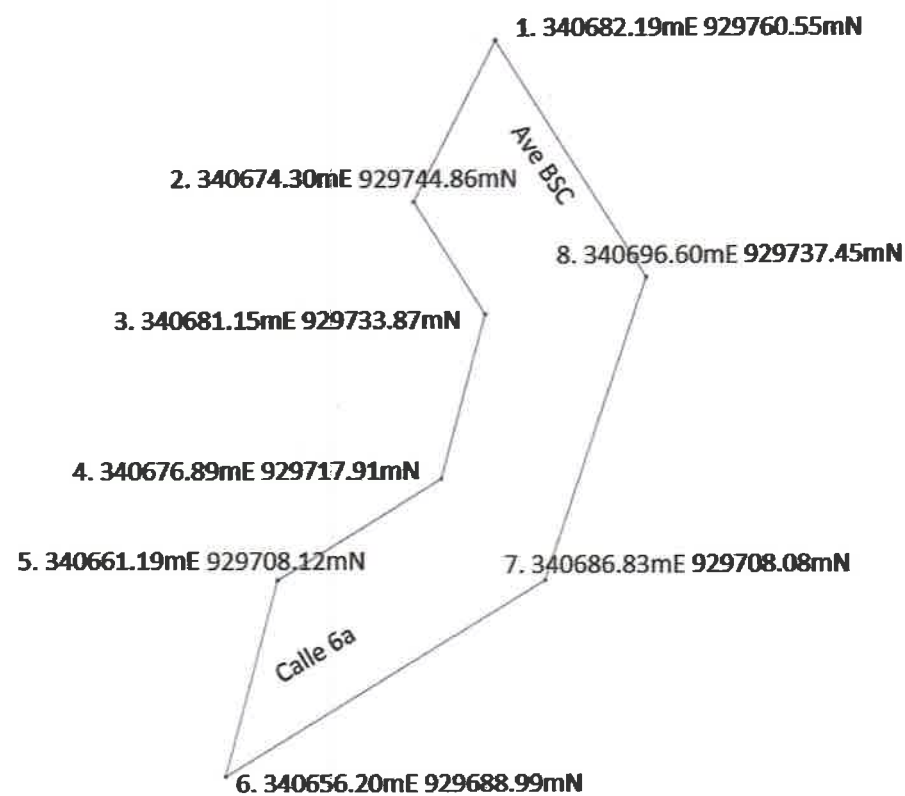 1. 340682.19mE 929760.55mN
Ave BSC
2. 340674.30mE 929744.86mN
8. 340696.60mE 929737.45mN
3. 340681.15mE 929733.87mN
4. 340676.89mE 929717.91mN
5. 340661.19mE 929708.12mN
7. 340686.83mE 929708.08mN
Calle 6a
6. 340656.20mE 929688.99mN